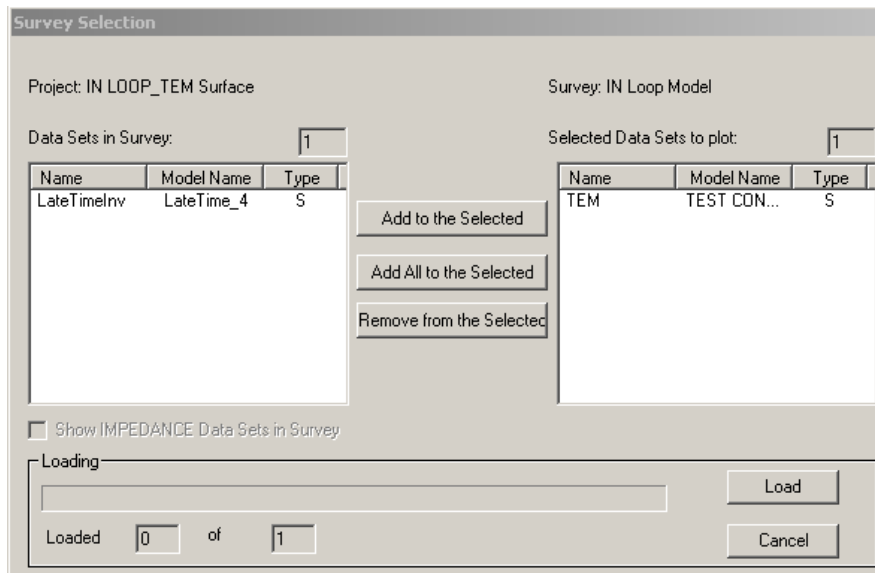 Survey Selection
Project: IN LOOP_TEM Surface
Survey: IN Loop Model
Data Sets in Survey: 1
Selected Data Sets to plot: 1
Name Model Name Type
LateTimeInv LateTime_4 S
Add to the Selected
Add All to the Selected
Remove from the Selected
Name Model Name Type
TEM TEST CON... S
Show IMPEDANCE Data Sets in Survey
Loading
Load
Loaded 0 of 1
Cancel